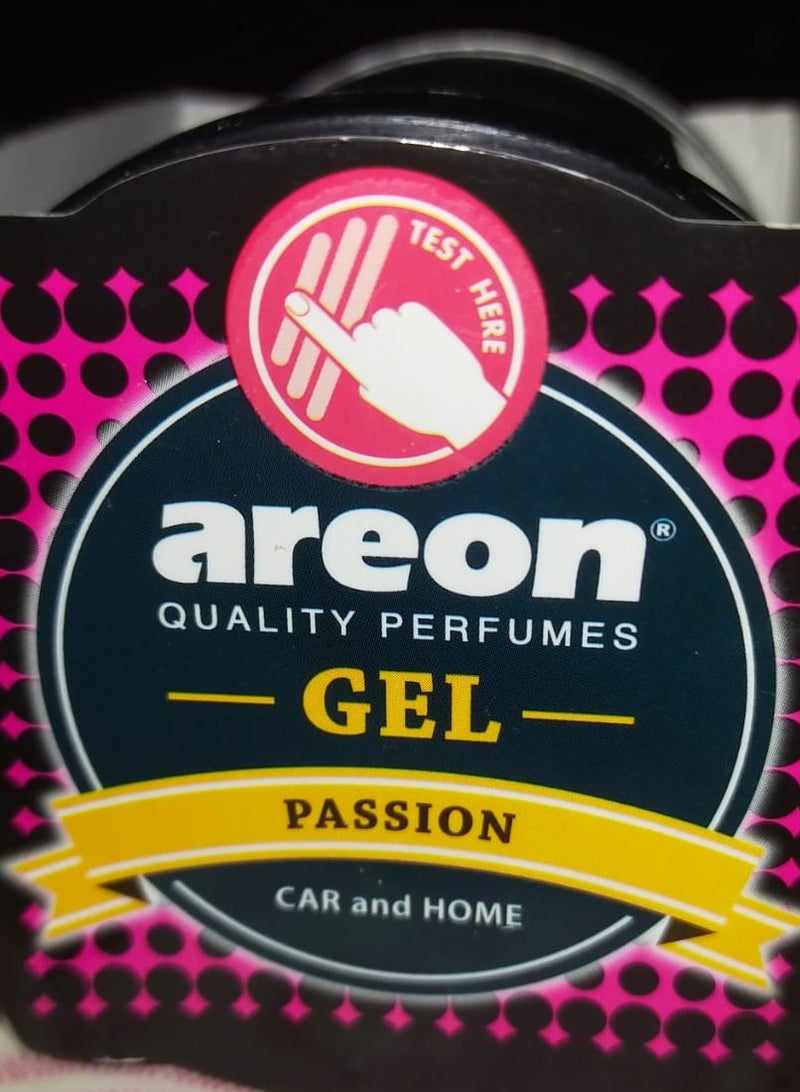 TEST HERE
areon®
QUALITY PERFUMES
GEL
PASSION
CAR and HOME